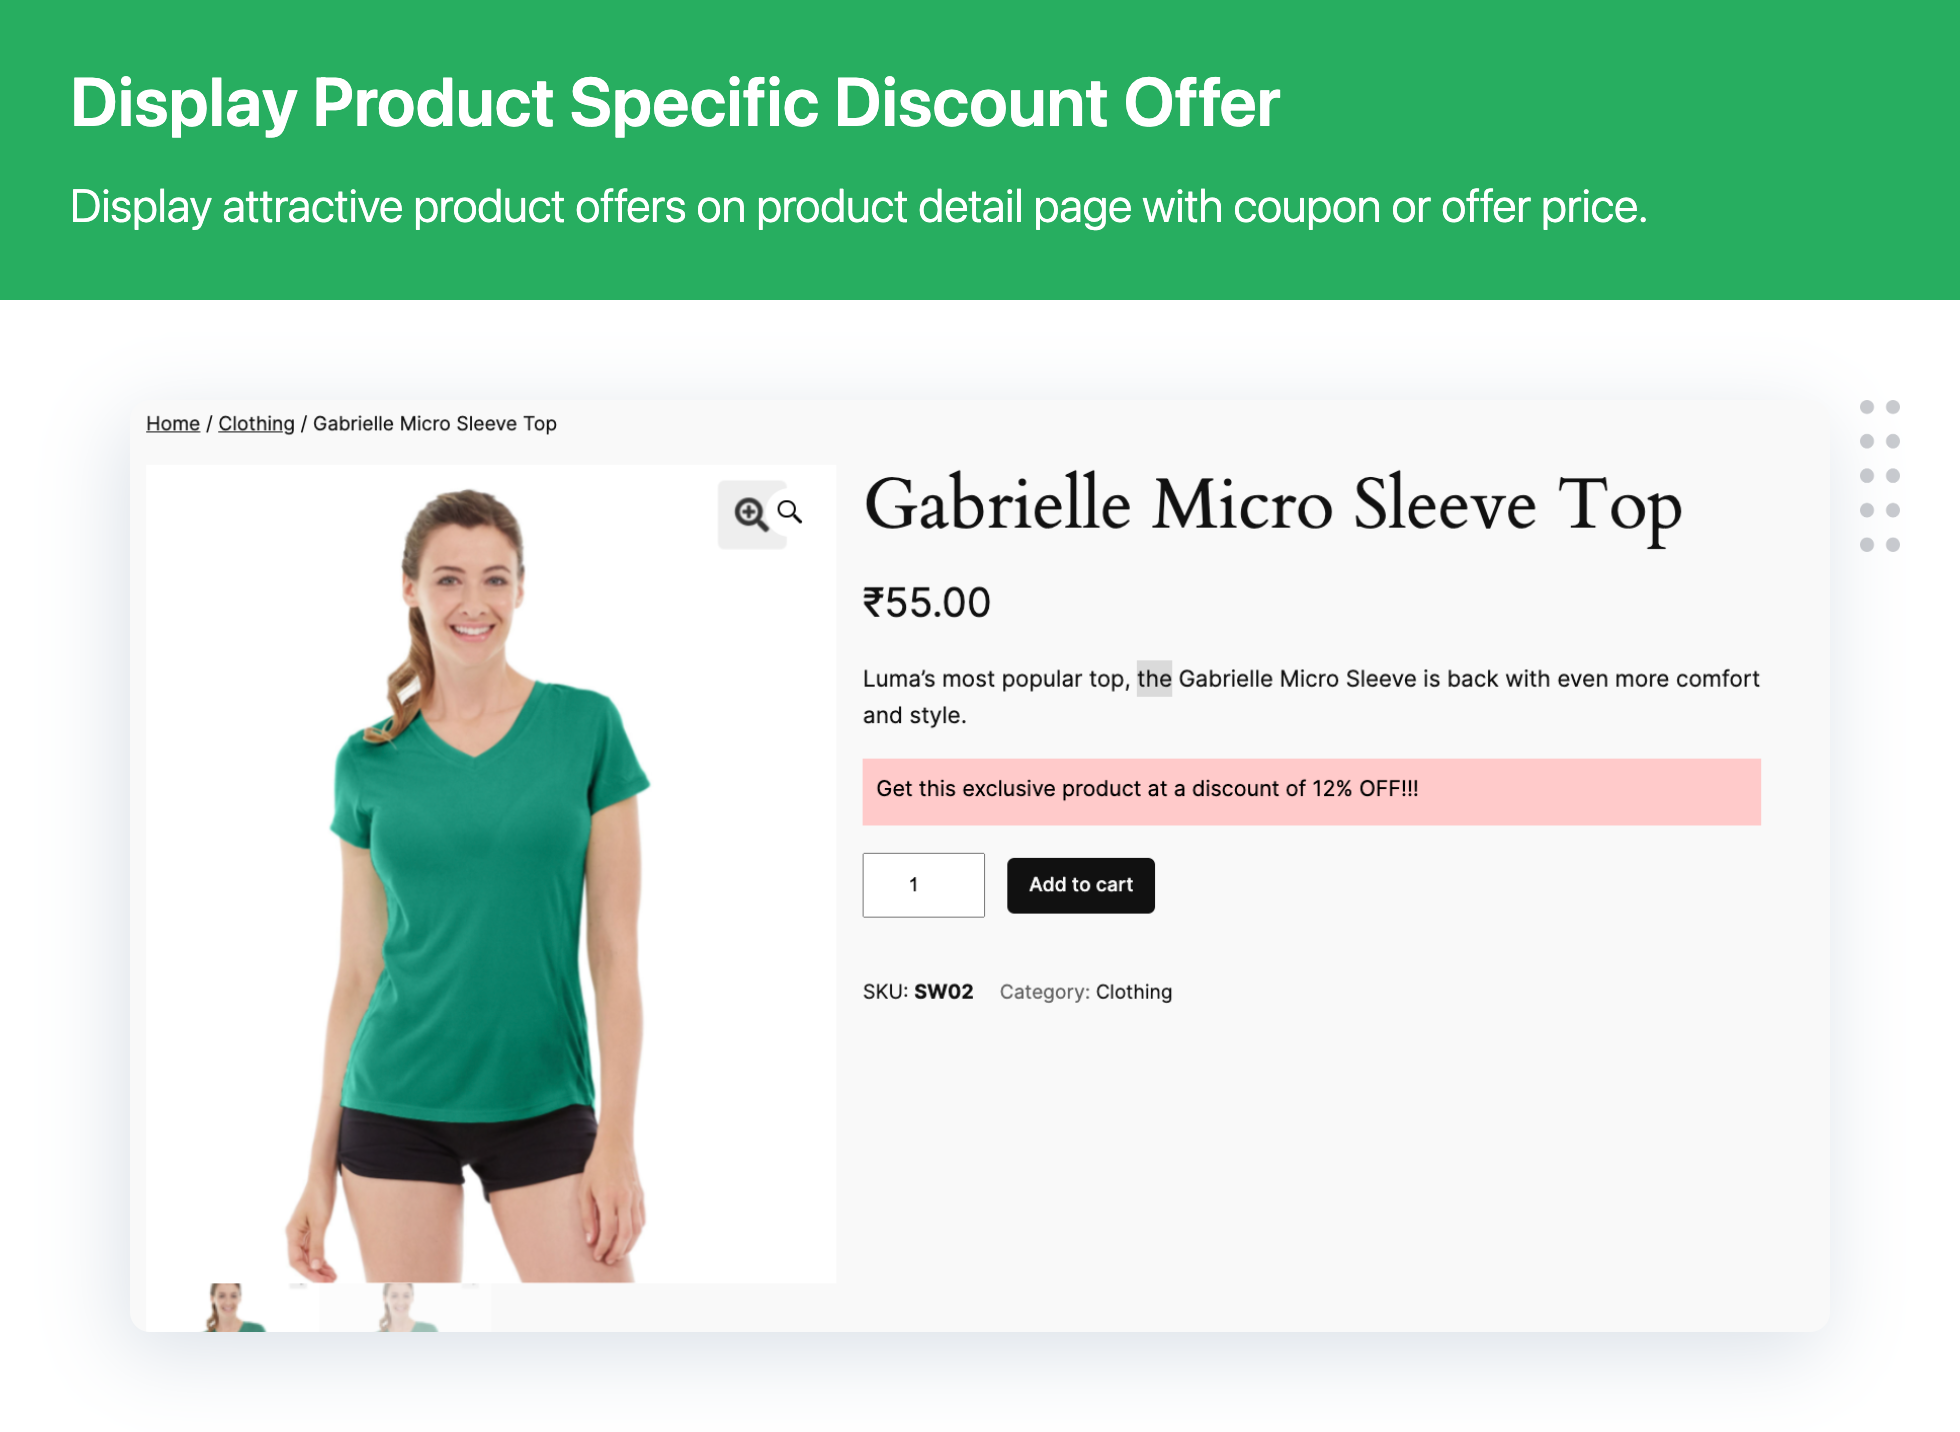 Display Product Specific Discount Offer
Display attractive product offers on product detail page with coupon or offer price.
Home / Clothing / Gabrielle Micro Sleeve Top
Gabrielle Micro Sleeve Top
₹55.00
Luma’s most popular top, the Gabrielle Micro Sleeve is back with even more comfort
and style.
Get this exclusive product at a discount of 12% OFF!!!
1
Add to cart
SKU: SW02 Category: Clothing